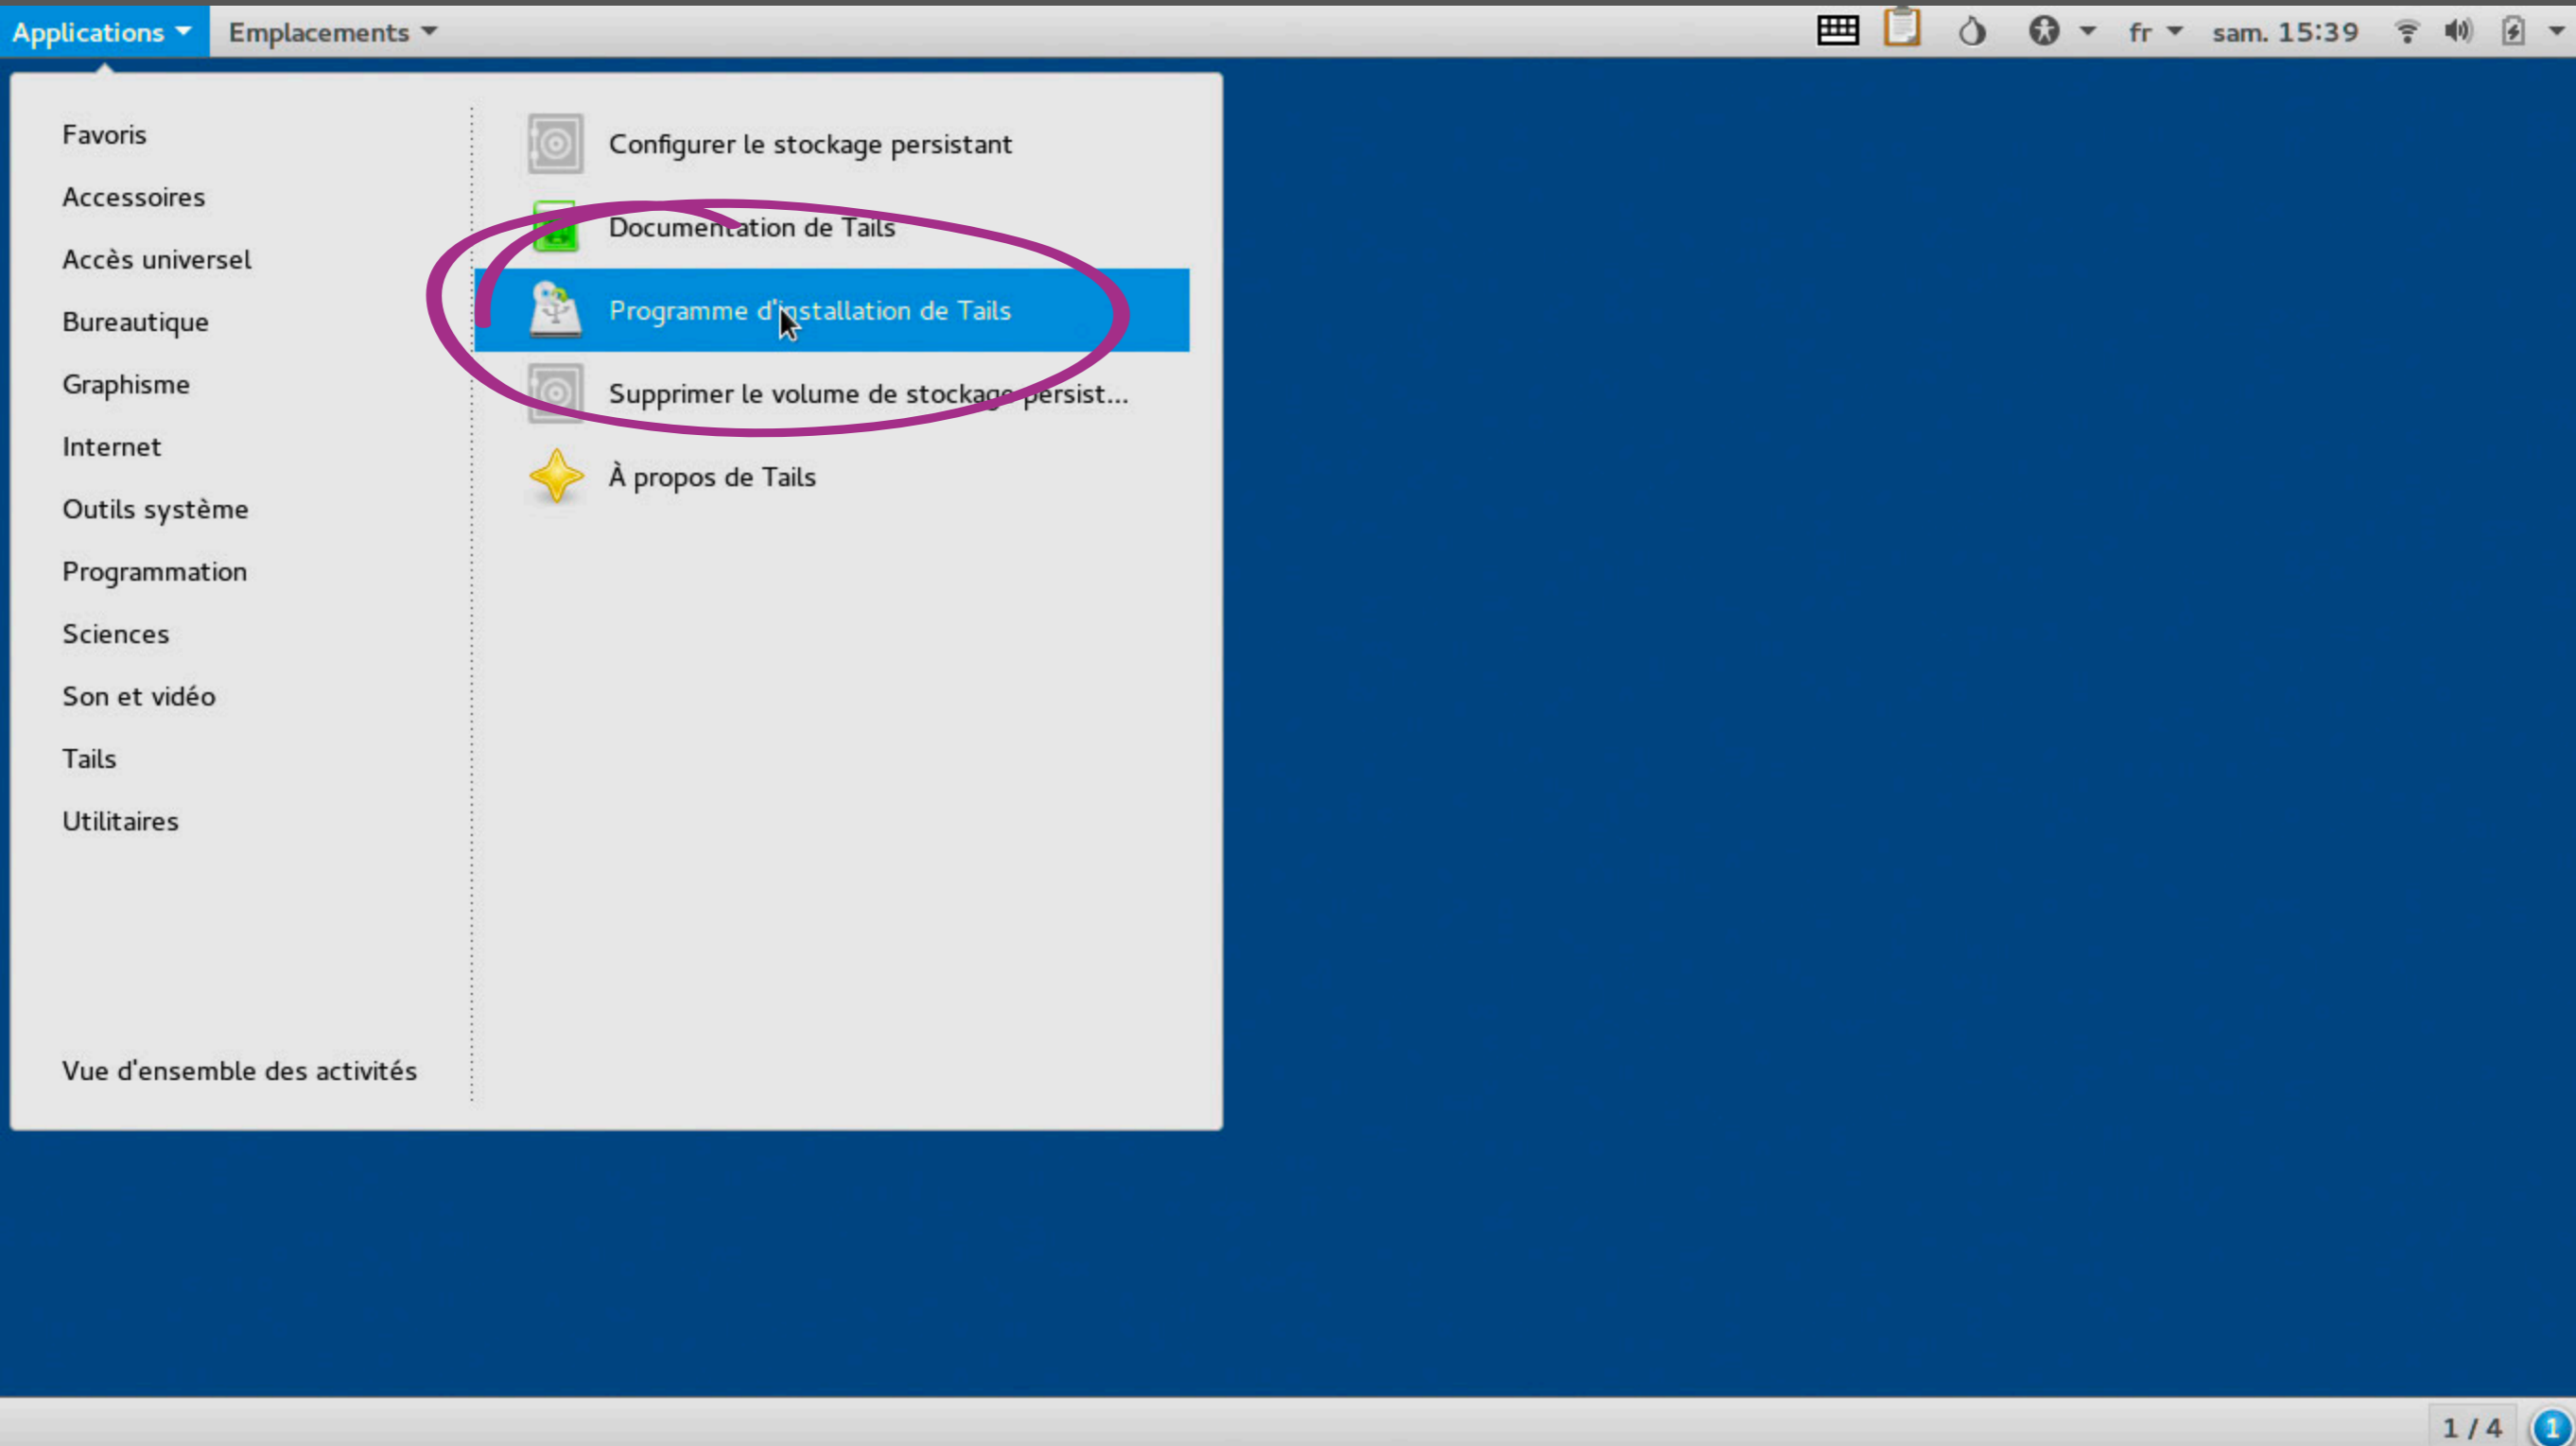 Applications Emplacements fr sam. 15:39
Favoris
Accessoires
Accès universel
Bureautique
Graphisme
Internet
Outils système
Programmation
Sciences
Son et vidéo
Tails
Utilitaires
Vue d'ensemble des activités
Configurer le stockage persistant
Documentation de Tails
Programme d'installation de Tails
Supprimer le volume de stockage persist...
À propos de Tails
1 / 4 1